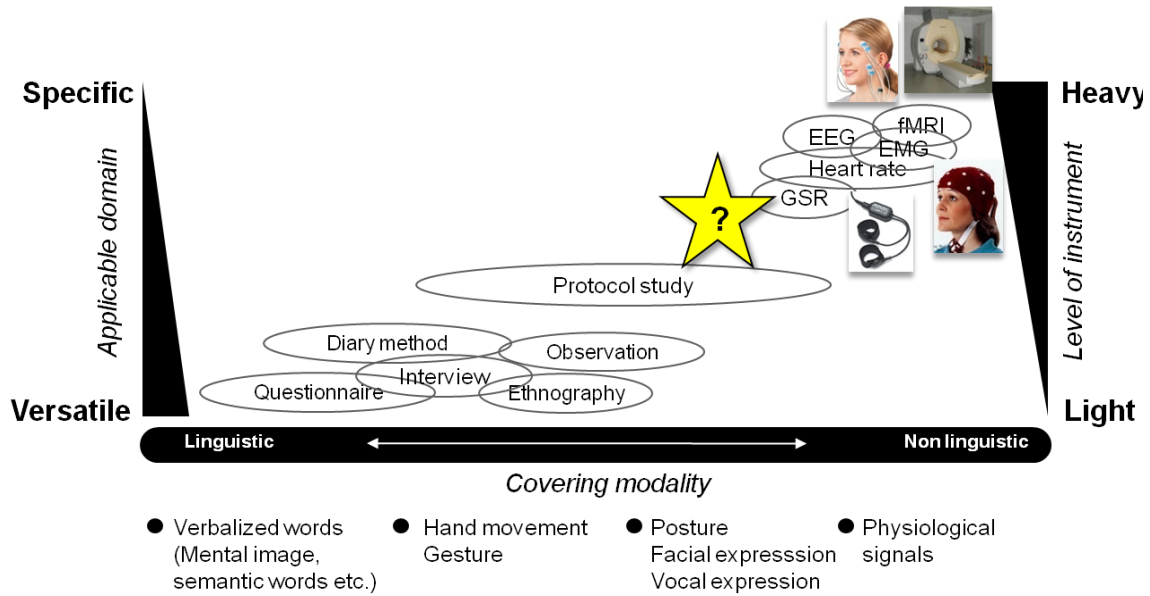 Specific
Heavy
fMRI
EEG
EMG
Heart rate
GSR
?
Applicable domain
Level of instrument
Protocol study
Diary method
Observation
Interview
Questionnaire
Ethnography
Versatile
Light
Linguistic
Non linguistic
Covering modality
● Verbalized words
(Mental image,
semantic words etc.)
● Hand movement
Gesture
● Posture
Facial expresssion
Vocal expression
● Physiological
signals